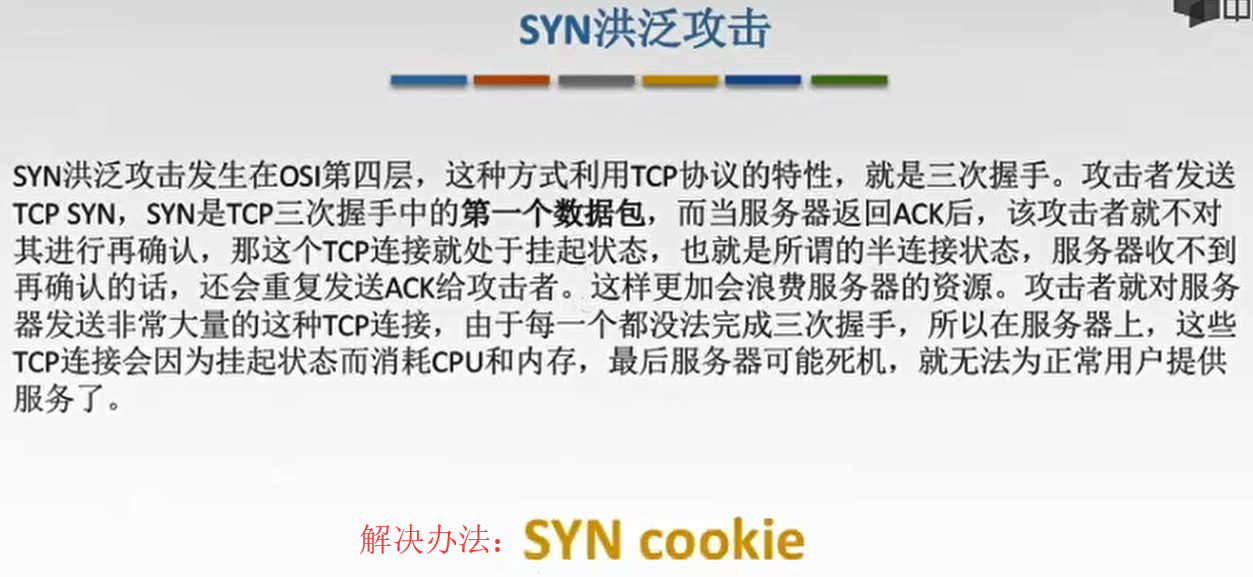 SYN洪泛攻击
SYN洪泛攻击发生在OSI第四层，这种方式利用TCP协议的特性，就是三次握手。攻击者发送
TCP SYN，SYN是TCP三次握手中的第一个数据包，而当服务器返回ACK后，该攻击者就不对
其进行再确认，那这个TCP连接就处于挂起状态，也就是所谓的半连接状态，服务器收不到
再确认的话，还会重复发送ACK给攻击者。这样更加会浪费服务器的资源。攻击者就对服务
器发送非常大量的这种TCP连接，由于每一个都没法完成三次握手，所以在服务器上，这些
TCP连接会因为挂起状态而消耗CPU和内存，最后服务器可能死机，就无法为正常用户提供
服务了。
解决办法：SYN cookie